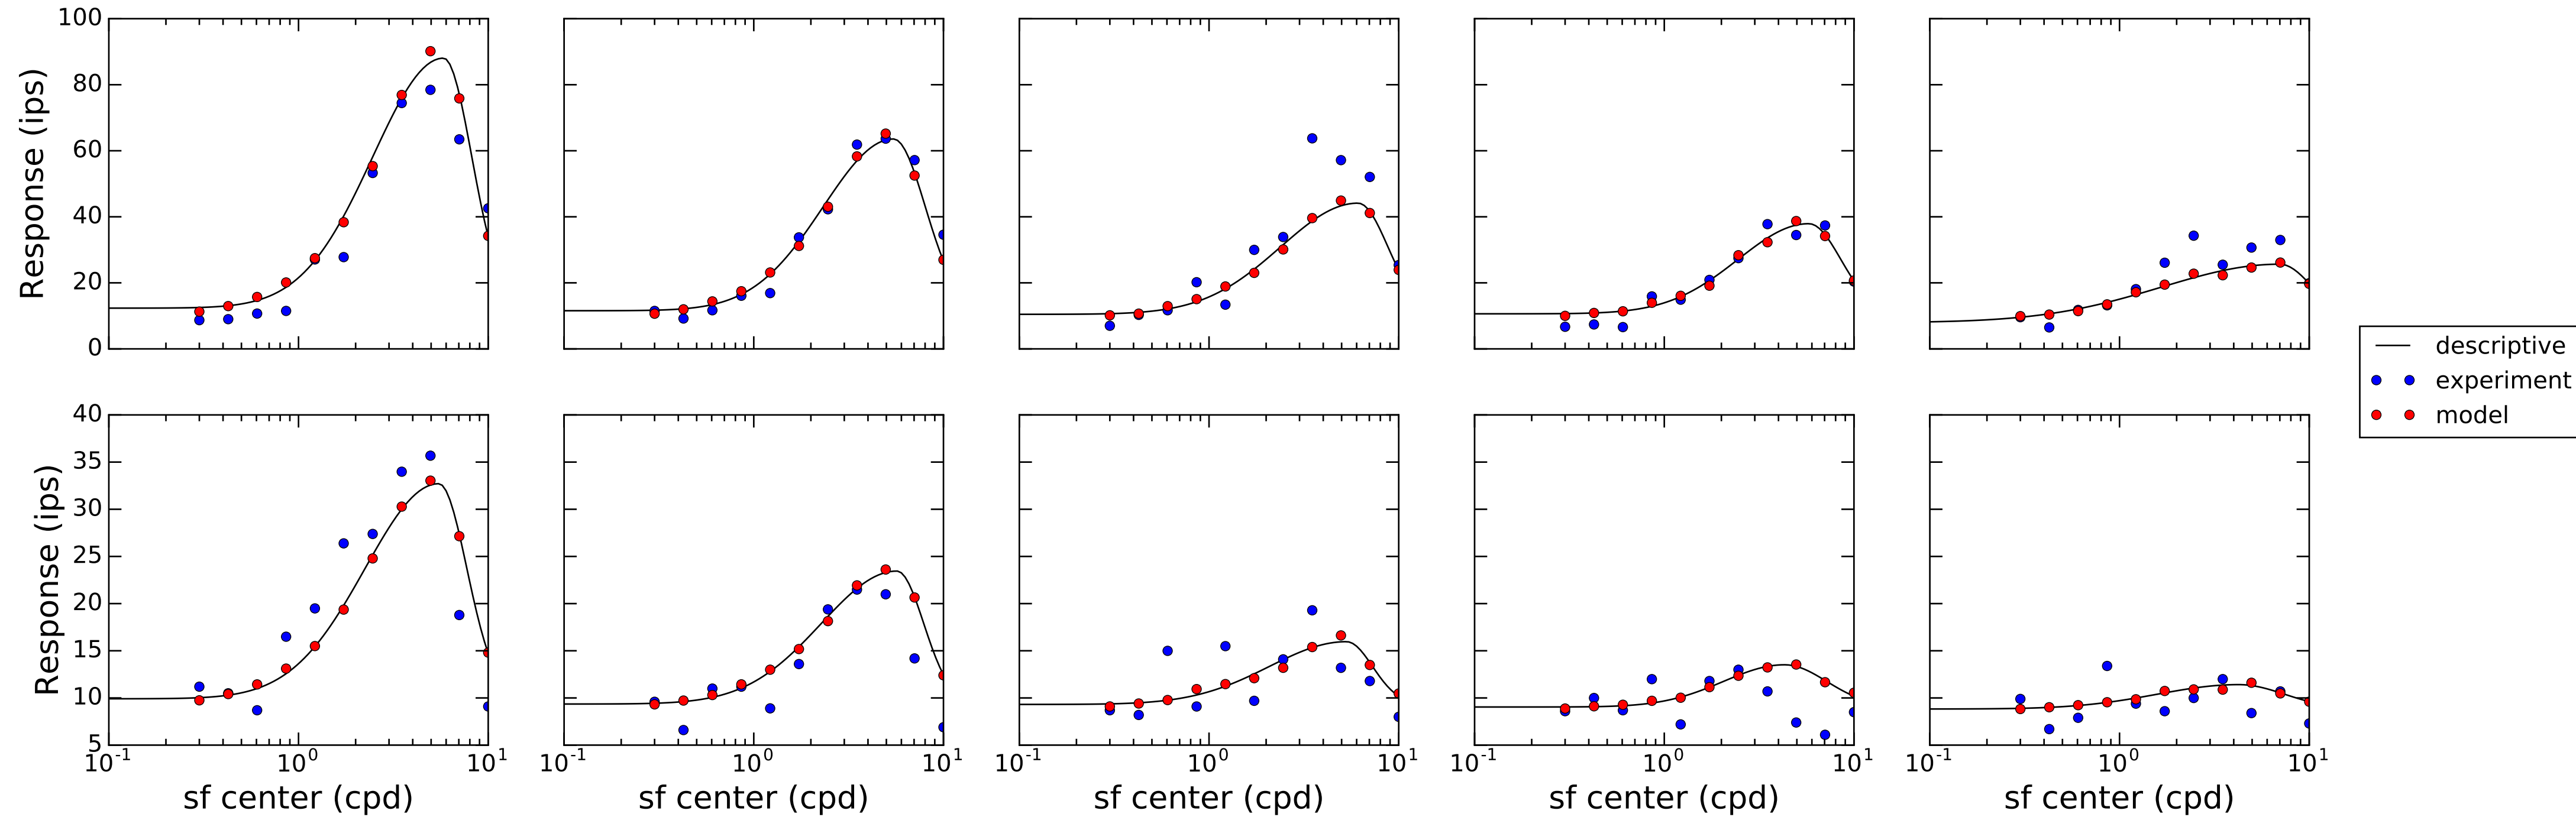 100
80
60
40
20
0
Response (ips)
descriptive
experiment
model
40
35
30
25
20
15
10
5
Response (ips)
10^-1 10^0 10^1 10^-1 10^0 10^1 10^-1 10^0 10^1 10^-1 10^0 10^1 10^-1 10^0 10^1
sf center (cpd) sf center (cpd) sf center (cpd) sf center (cpd) sf center (cpd)